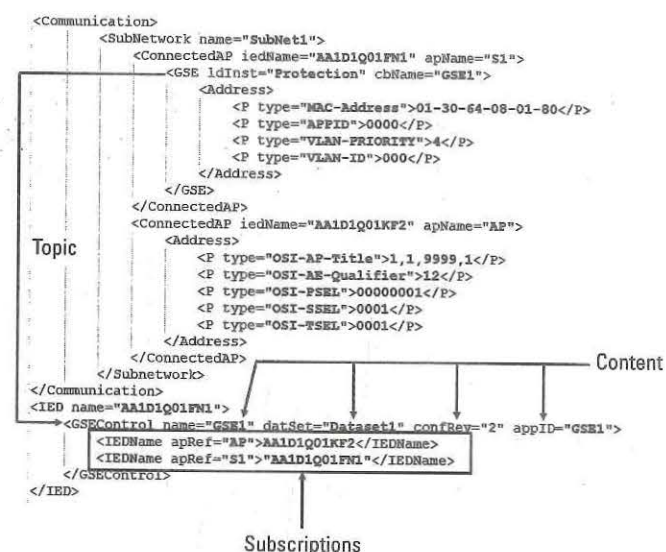 <Communication>
<SubNetwork name="SubNet1">
<ConnectedAP iedName="AA1D1Q01FN1" apName="S1">
<GSE ldInst="Protection" cbName="GSE1">
<Address>
<P type="MAC-Address">01-30-64-08-01-80</P>
<P type="APPID">0000</P>
<P type="VLAN-PRIORITY">4</P>
<P type="VLAN-ID">000</P>
</Address>
</GSE>
</ConnectedAP>
<ConnectedAP iedName="AA1D1Q01KF2" apName="AP">
<Address>
Topic
<P type="OSI-AP-Title">1,1,9999,1</P>
<P type="OSI-AE-Qualifier">12</P>
<P type="OSI-PSEL">00000001</P>
<P type="OSI-SSEL">0001</P>
<P type="OSI-TSEL">0001</P>
</Address>
</ConnectedAP>
Content
</Subnetwork>
</Communication>
<IED name="AA1D1Q01FN1">
<GSEControl name="GSE1" datSet="Dataset1" confRev="2" appID="GSE1">
<IEDName apRef="AP">AA1D1Q01KF2</IEDName>
<IEDName apRef="S1">"AA1D1Q01FN1"</IEDName>
</GSEControl>
</IED>
Subscriptions